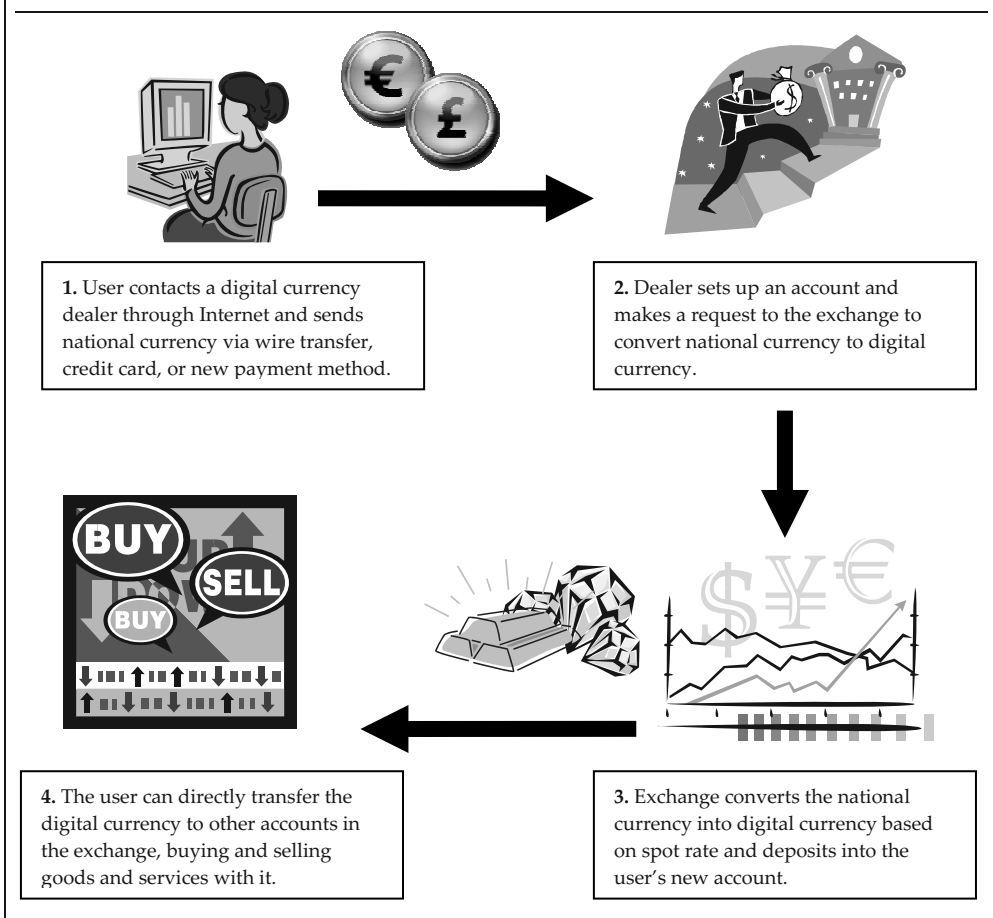 €
£
1. User contacts a digital currency
dealer through Internet and sends
national currency via wire transfer,
credit card, or new payment method.
$
2. Dealer sets up an account and
makes a request to the exchange to
convert national currency to digital
currency.
BUY
UP
SELL
DOW
BUY
$ ¥ €
4. The user can directly transfer the
digital currency to other accounts in
the exchange, buying and selling
goods and services with it.
3. Exchange converts the national
currency into digital currency based
on spot rate and deposits into the
user's new account.